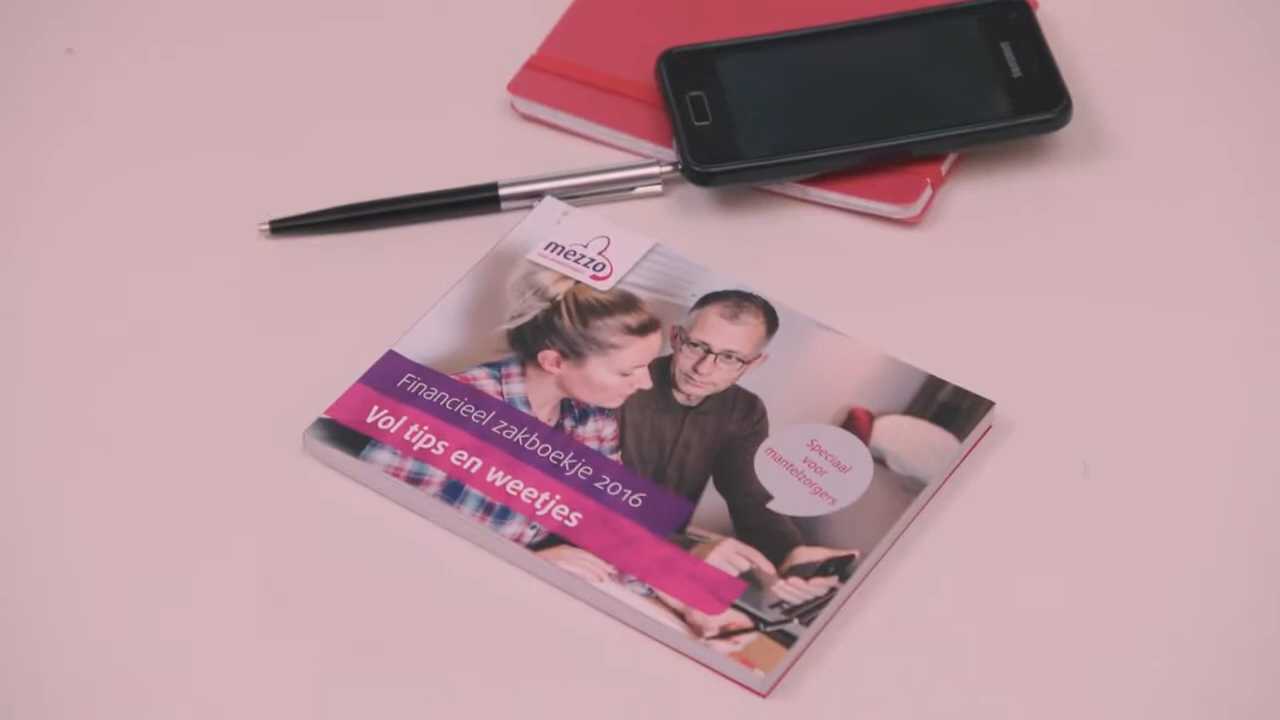 SAMSUNG
mezzo
Financieel zakboekje 2016
Vol tips en weetjes
Speciaal
voor
mantelzorgers